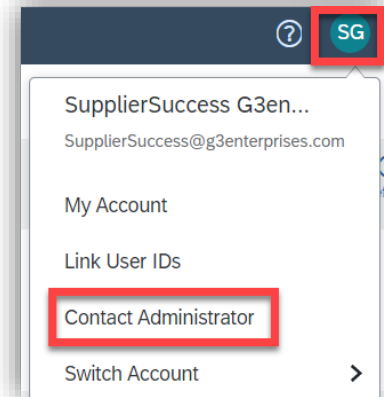 ? SG
SupplierSuccess G3en...
SupplierSuccess@g3enterprises.com
My Account
Link User IDs
Contact Administrator
Switch Account >